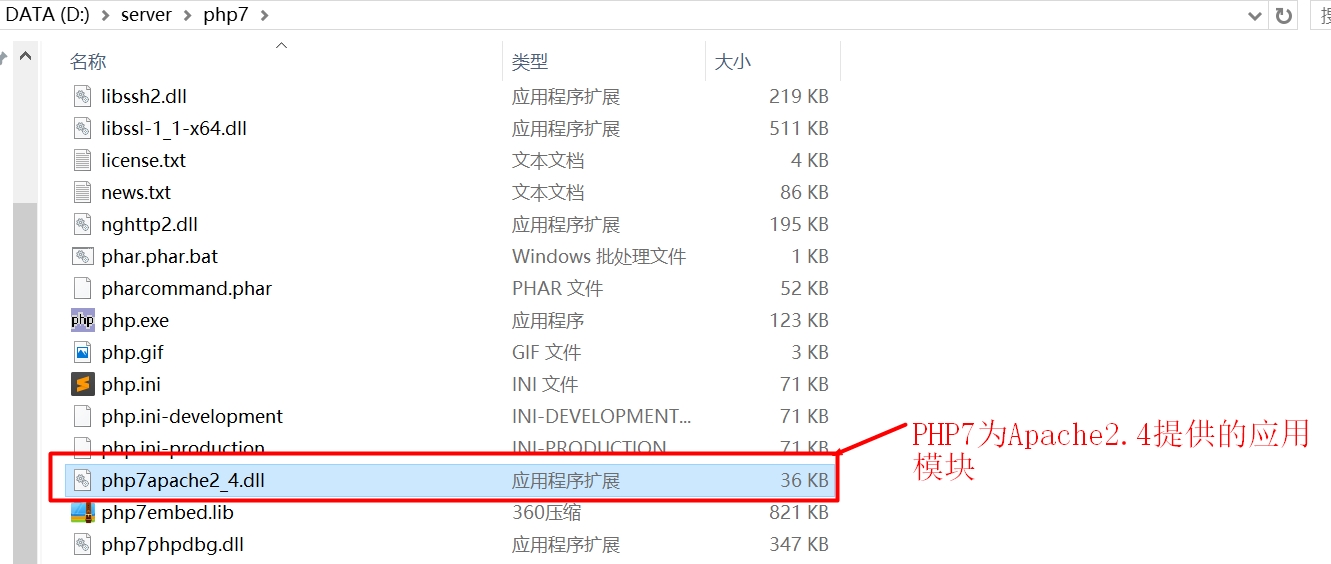 DATA (D:) > server > php7 >
搜
名称 类型 大小
libssh2.dll 应用程序扩展 219 KB
libssl-1_1-x64.dll 应用程序扩展 511 KB
license.txt 文本文档 4 KB
news.txt 文本文档 86 KB
nghttp2.dll 应用程序扩展 195 KB
phar.phar.bat Windows 批处理文件 1 KB
pharcommand.phar PHAR 文件 52 KB
php php.exe 应用程序 123 KB
php.gif GIF 文件 3 KB
php.ini INI 文件 71 KB
php.ini-development INI-DEVELOPMENT... 71 KB
php.ini-production INI-PRODUCTION 71 KB
PHP7为Apache2.4提供的应用
模块
php7apache2_4.dll 应用程序扩展 36 KB
php7embed.lib 360压缩 821 KB
php7phpdbg.dll 应用程序扩展 347 KB